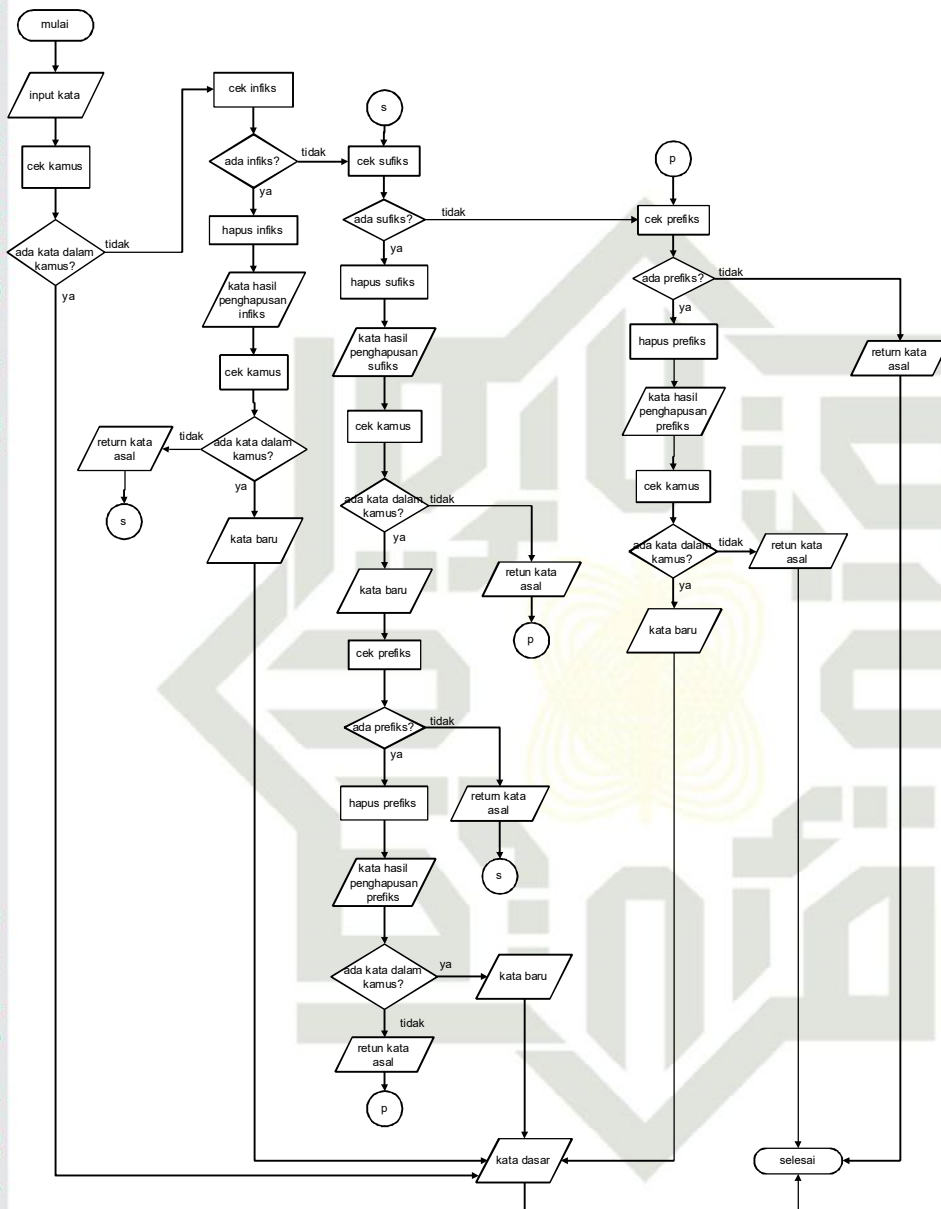 mulai
input kata
cek kamus
ada kata dalam
kamus?
tidak
ya
cek infiks
ada infiks?
tidak
ya
hapus infiks
kata hasil
penghapusan
infiks
cek kamus
ada kata dalam
kamus?
tidak
return kata
asal
s
ya
kata baru
s
cek sufiks
ada sufiks?
tidak
ya
hapus sufiks
kata hasil
penghapusan
sufiks
cek kamus
ada kata dalam
kamus?
tidak
retun kata
asal
p
ya
kata baru
cek prefiks
ada prefiks?
tidak
return kata
asal
s
ya
hapus prefiks
kata hasil
penghapusan
prefiks
ada kata dalam
kamus?
ya
kata baru
tidak
retun kata
asal
p
kata dasar
p
cek prefiks
ada prefiks?
tidak
return kata
asal
ya
hapus prefiks
kata hasil
penghapusan
prefiks
cek kamus
ada kata dalam
kamus?
tidak
retun kata
asal
ya
kata baru
selesai